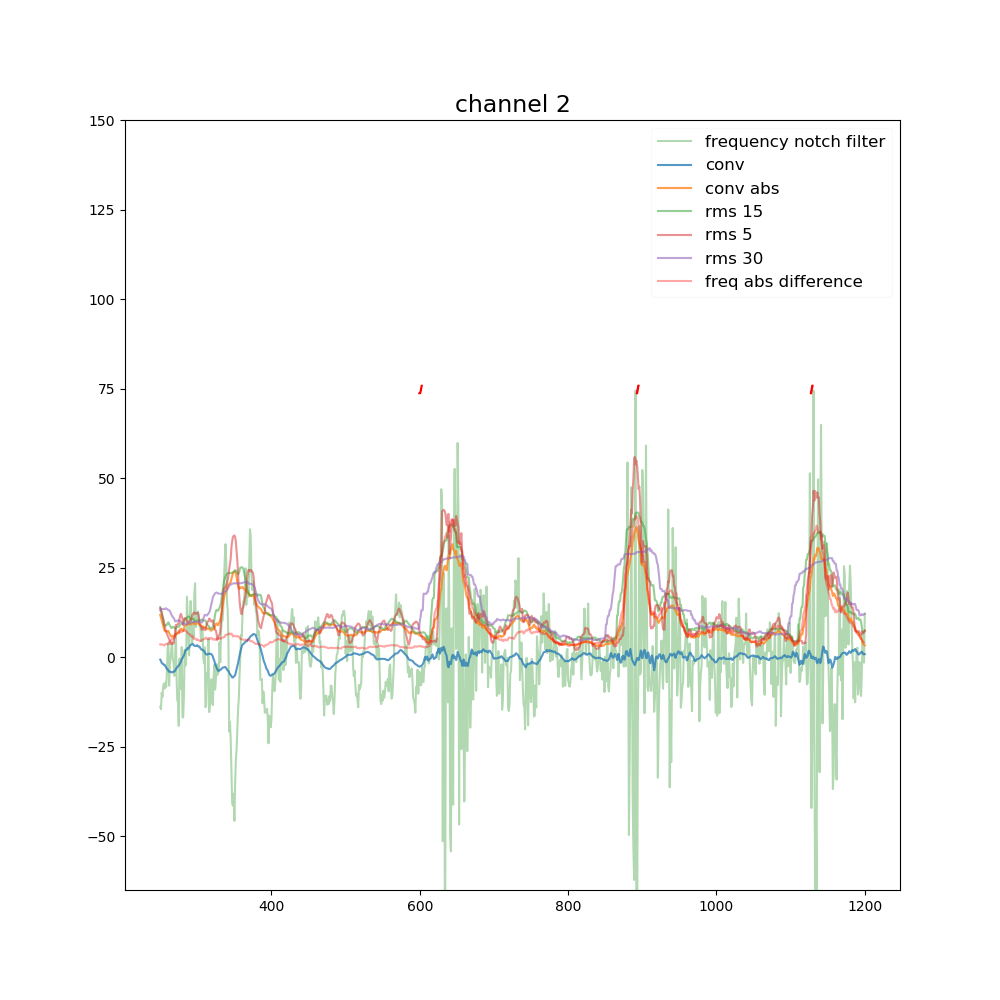 channel 2
150
125
100
75
50
25
0
−25
−50
400
600
800
1000
1200
frequency notch filter
conv
conv abs
rms 15
rms 5
rms 30
freq abs difference